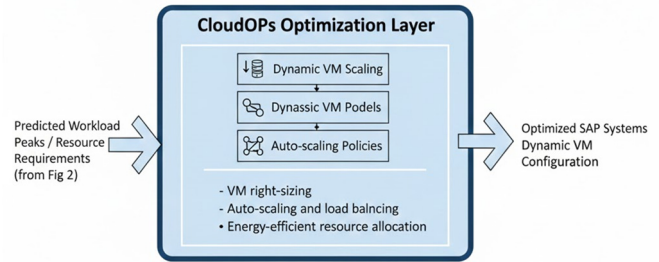 CloudOPs Optimization Layer
Dynamic VM Scaling
Dynassic VM Podels
Auto-scaling Policies
Predicted Workload
Peaks / Resource
Requirements
(from Fig 2)
- VM right-sizing
- Auto-scaling and load balncing
• Energy-efficient resource allocation
Optimized SAP Systems
Dynamic VM
Configuration